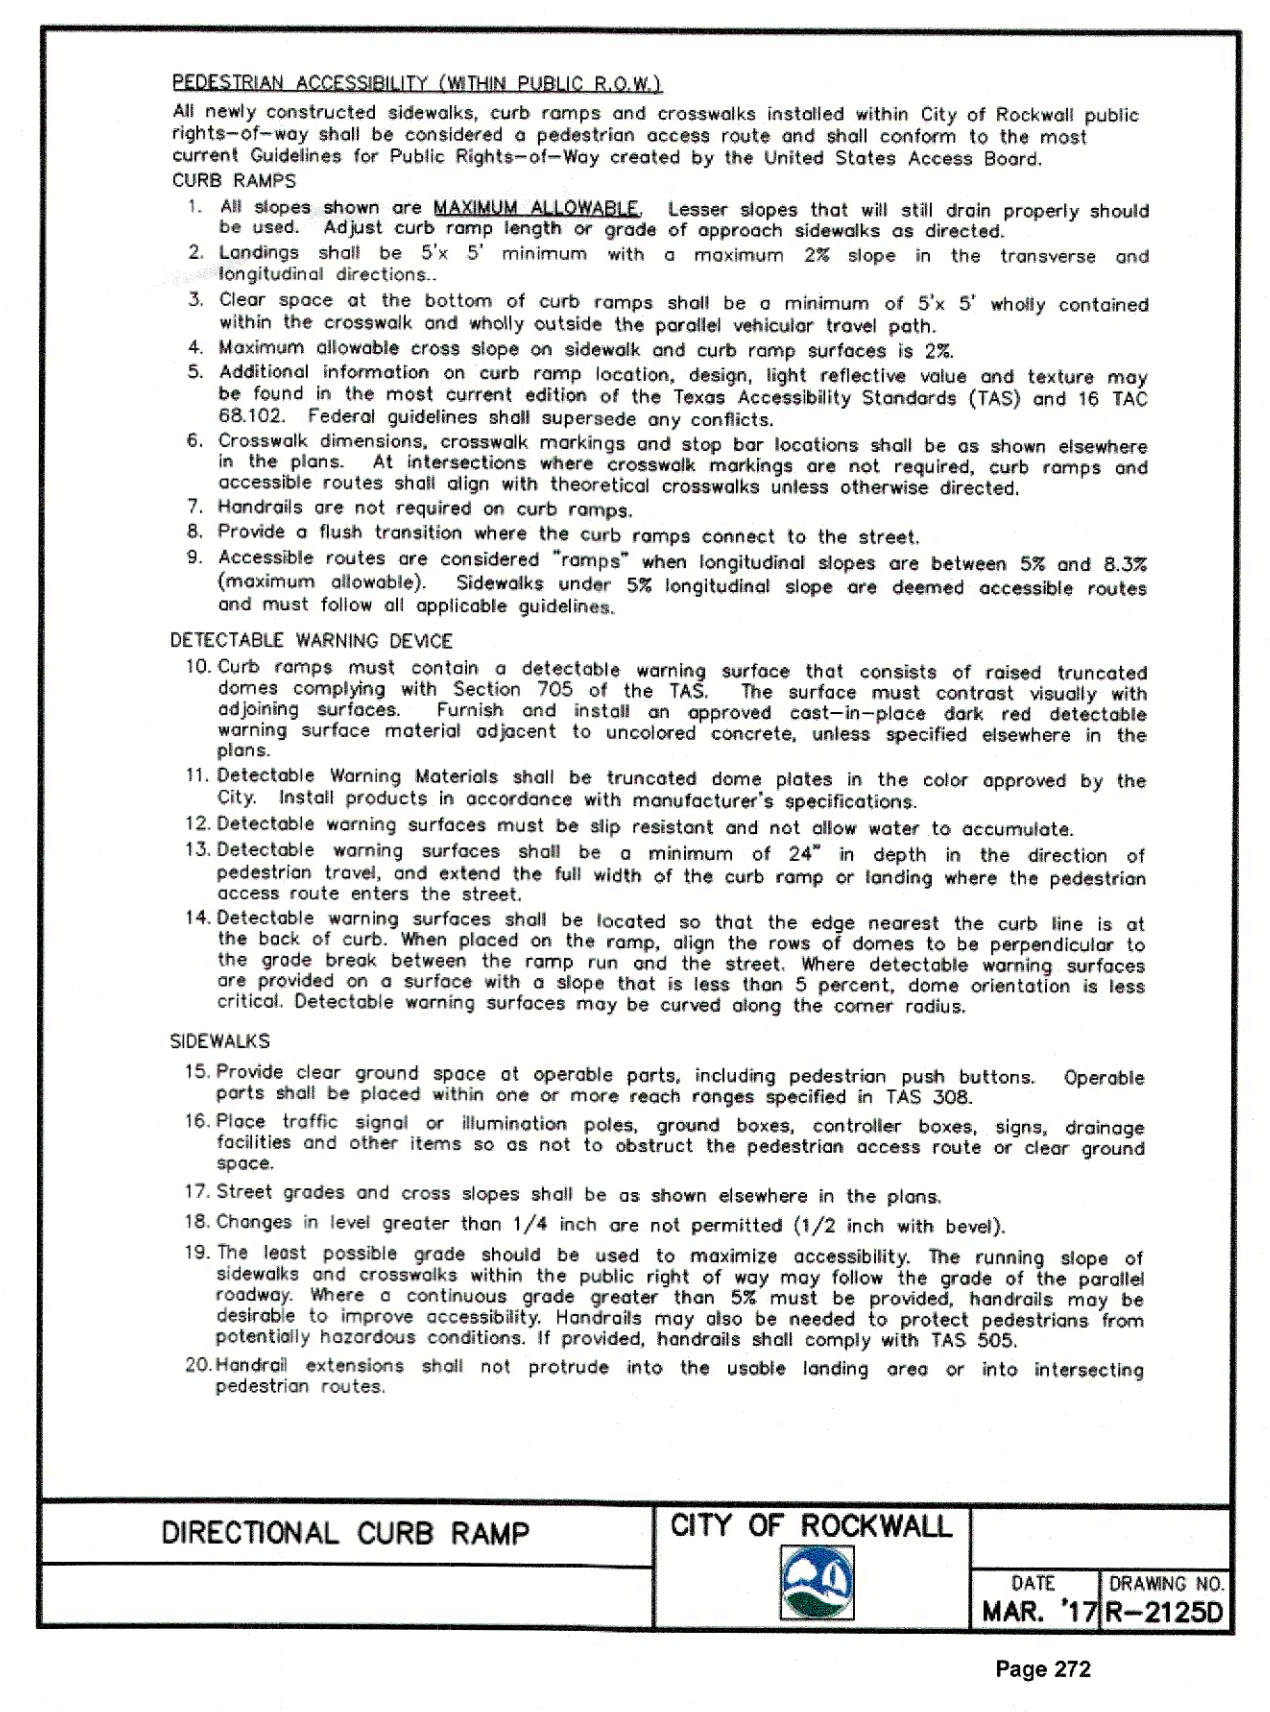 PEDESTRIAN ACCESSIBILITY (WITHIN PUBLIC R.O.W.)
All newly constructed sidewalks, curb ramps and crosswalks installed within City of Rockwall public
rights-of-way shall be considered a pedestrian access route and shall conform to the most
current Guidelines for Public Rights-of-Way created by the United States Access Board.
CURB RAMPS
1. All slopes shown are MAXIMUM ALLOWABLE. Lesser slopes that will still drain properly should
be used. Adjust curb ramp length or grade of approach sidewalks as directed.
2. Landings shall be 5'x 5' minimum with a maximum 2% slope in the transverse and
longitudinal directions..
3. Clear space at the bottom of curb ramps shall be a minimum of 5'x 5' wholly contained
within the crosswalk and wholly outside the parallel vehicular travel path.
4. Maximum allowable cross slope on sidewalk and curb ramp surfaces is 2%.
5. Additional information on curb ramp location, design, light reflective value and texture may
be found in the most current edition of the Texas Accessibility Standards (TAS) and 16 TAC
68.102. Federal guidelines shall supersede any conflicts.
6. Crosswalk dimensions, crosswalk markings and stop bar locations shall be as shown elsewhere
in the plans. At intersections where crosswalk markings are not required, curb ramps and
accessible routes shall align with theoretical crosswalks unless otherwise directed.
7. Handrails are not required on curb ramps.
8. Provide a flush transition where the curb ramps connect to the street.
9. Accessible routes are considered "ramps" when longitudinal slopes are between 5% and 8.3%
(maximum allowable). Sidewalks under 5% longitudinal slope are deemed accessible routes
and must follow all applicable guidelines.
DETECTABLE WARNING DEVICE
10. Curb ramps must contain a detectable warning surface that consists of raised truncated
domes complying with Section 705 of the TAS. The surface must contrast visually with
adjoining surfaces. Furnish and install an approved cast-in-place dark red detectable
warning surface material adjacent to uncolored concrete, unless specified elsewhere in the
plans.
11. Detectable Warning Materials shall be truncated dome plates in the color approved by the
City. Install products in accordance with manufacturer's specifications.
12. Detectable warning surfaces must be slip resistant and not allow water to accumulate.
13. Detectable warning surfaces shall be a minimum of 24" in depth in the direction of
pedestrian travel, and extend the full width of the curb ramp or landing where the pedestrian
access route enters the street.
14. Detectable warning surfaces shall be located so that the edge nearest the curb line is at
the back of curb. When placed on the ramp, align the rows of domes to be perpendicular to
the grade break between the ramp run and the street. Where detectable warning surfaces
are provided on a surface with a slope that is less than 5 percent, dome orientation is less
critical. Detectable warning surfaces may be curved along the corner radius.
SIDEWALKS
15. Provide clear ground space at operable parts, including pedestrian push buttons. Operable
parts shall be placed within one or more reach ranges specified in TAS 308.
16. Place traffic signal or illumination poles, ground boxes, controller boxes, signs, drainage
facilities and other items so as not to obstruct the pedestrian access route or clear ground
space.
17. Street grades and cross slopes shall be as shown elsewhere in the plans.
18. Changes in level greater than 1/4 inch are not permitted (1/2 inch with bevel).
19. The least possible grade should be used to maximize accessibility. The running slope of
sidewalks and crosswalks within the public right of way may follow the grade of the parallel
roadway. Where a continuous grade greater than 5% must be provided, handrails may be
desirable to improve accessibility. Handrails may also be needed to protect pedestrians from
potentially hazardous conditions. If provided, handrails shall comply with TAS 505.
20. Handrail extensions shall not protrude into the usable landing area or into intersecting
pedestrian routes.
DIRECTIONAL CURB RAMP
CITY OF ROCKWALL
DATE
MAR. '17
DRAWING NO.
R-2125D
Page 272